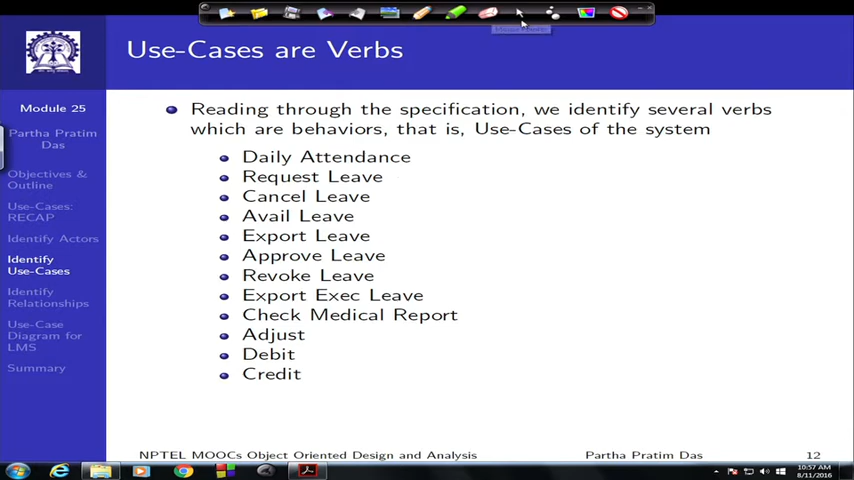 Use-Cases are Verbs
Module 25
Partha Pratim
Das
Objectives &
Outline
Use-Cases:
RECAP
Identify Actors
Identify
Use-Cases
Identify
Relationships
Use-Case
Diagram for
LMS
Summary
Reading through the specification, we identify several verbs
which are behaviors, that is, Use-Cases of the system
Daily Attendance
Request Leave
Cancel Leave
Avail Leave
Export Leave
Approve Leave
Revoke Leave
Export Exec Leave
Check Medical Report
Adjust
Debit
Credit
NPTEL MOOCs Object Oriented Design and Analysis
Partha Pratim Das
12
10:57 AM
8/11/2016